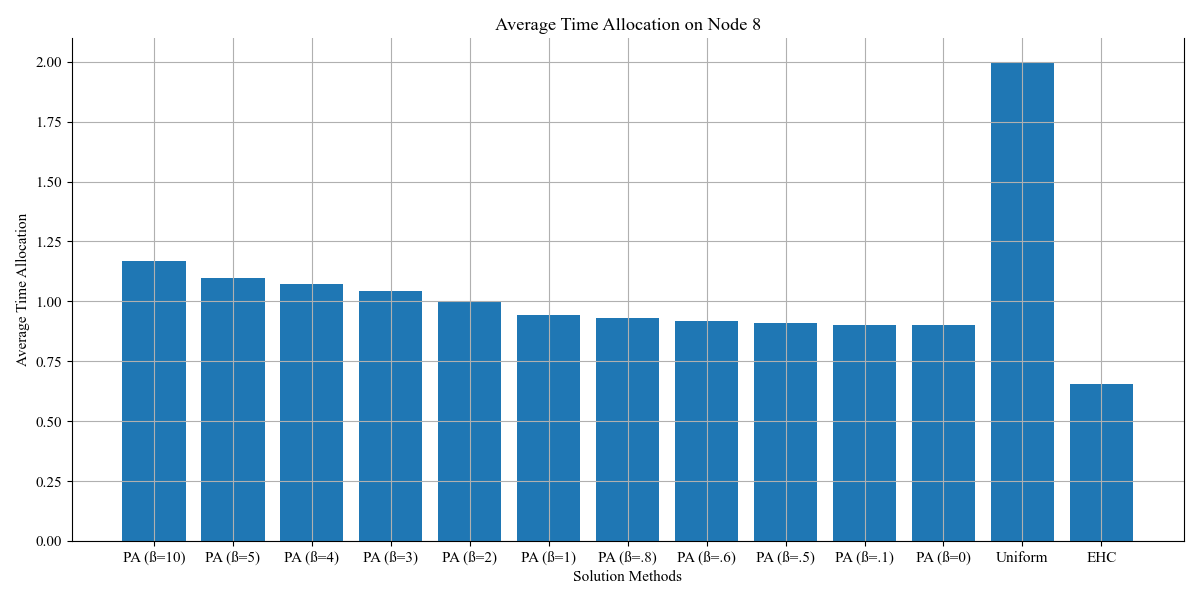 Average Time Allocation on Node 8
Average Time Allocation
2.00
1.75
1.50
1.25
1.00
0.75
0.50
0.25
0.00
PA (ß=10) PA (ß=5) PA (ß=4) PA (ß=3) PA (ß=2) PA (ß=1) PA (ß=.8) PA (ß=.6) PA (ß=.5) PA (ß=.1) PA (ß=0) Uniform EHC
Solution Methods